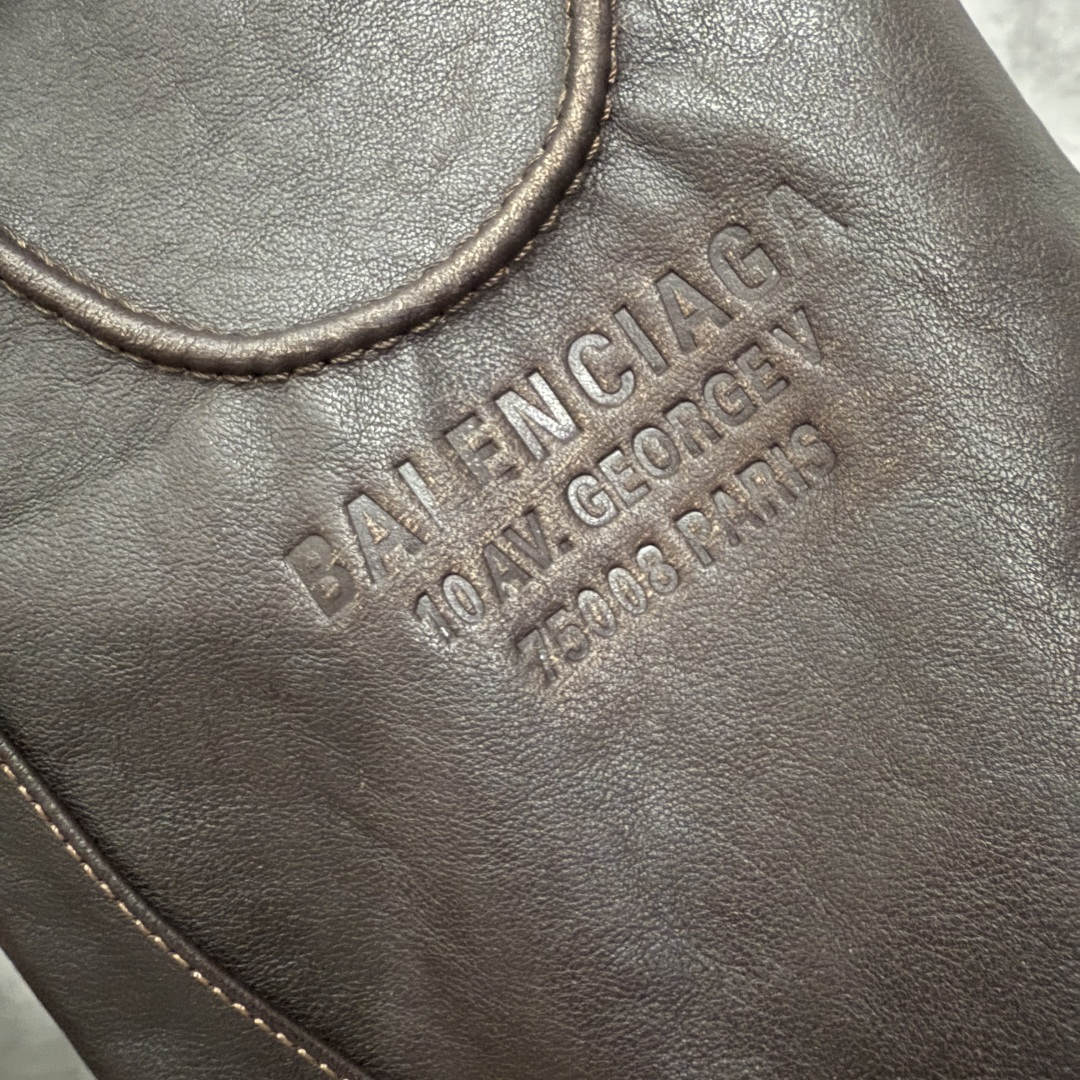 BALENCIAGA
10 AV. GEORGE V
75008 PARIS